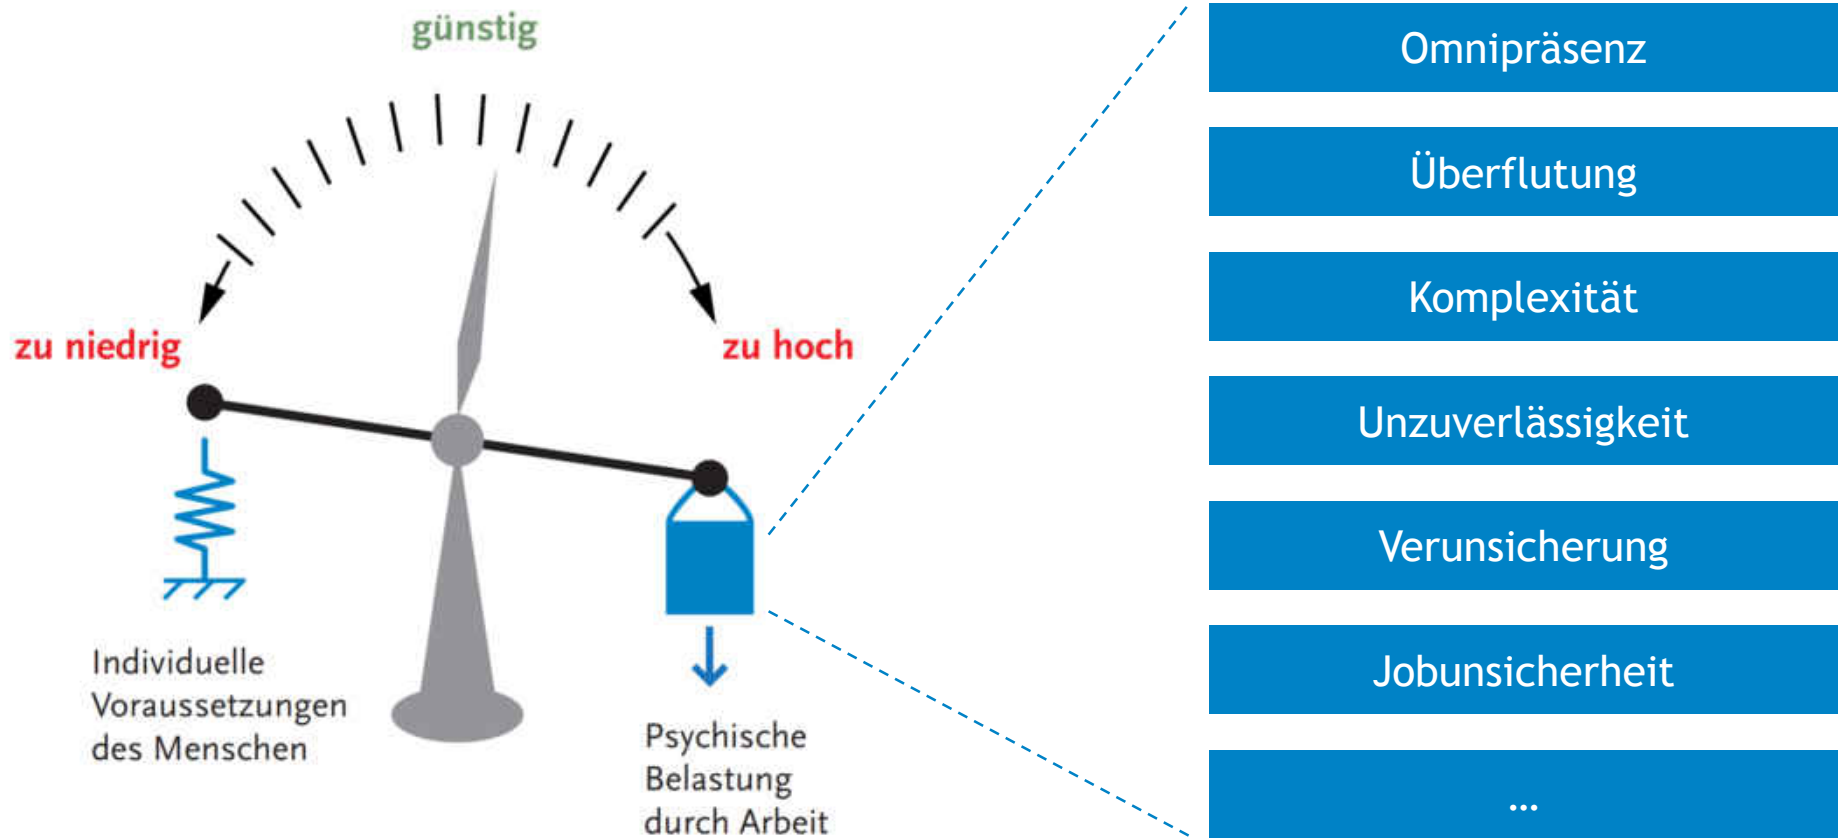 günstig
zu niedrig
zu hoch
Individuelle
Voraussetzungen
des Menschen
Psychische
Belastung
durch Arbeit
Omnipräsenz
Überflutung
Komplexität
Unzuverlässigkeit
Verunsicherung
Jobunsicherheit
...